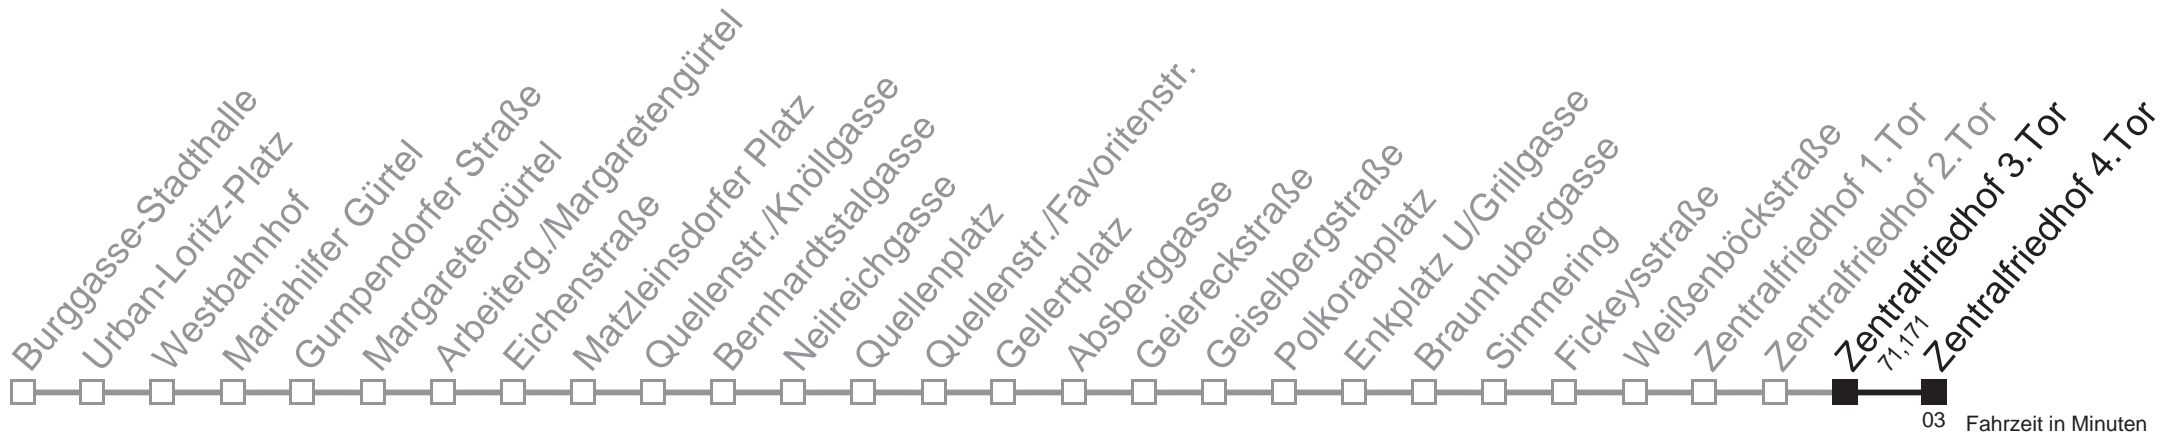 Burggasse-Stadthalle
Urban-Loritz-Platz
Westbahnhof
Mariahilfer Gürtel
Gumpendorfer Straße
Margaretengürtel
Arbeiterg./Margaretengürtel
Eichenstraße
Matzleinsdorfer Platz
Quellenstr./Knöllgasse
Bernhardtstalgasse
Neilreichgasse
Quellenplatz
Quellenstr./Favoritenstr.
Gellertplatz
Absberggasse
Geiereckstraße
Geiselbergstraße
Polkorabplatz
Enkplatz U/Grillgasse
Braunhubergasse
Simmering
Fickeysstraße
Weißenböckstraße
Zentralfriedhof 1.Tor
Zentralfriedhof 2.Tor
Zentralfriedhof 3.Tor
71,171
Zentralfriedhof 4.Tor
03 Fahrzeit in Minuten